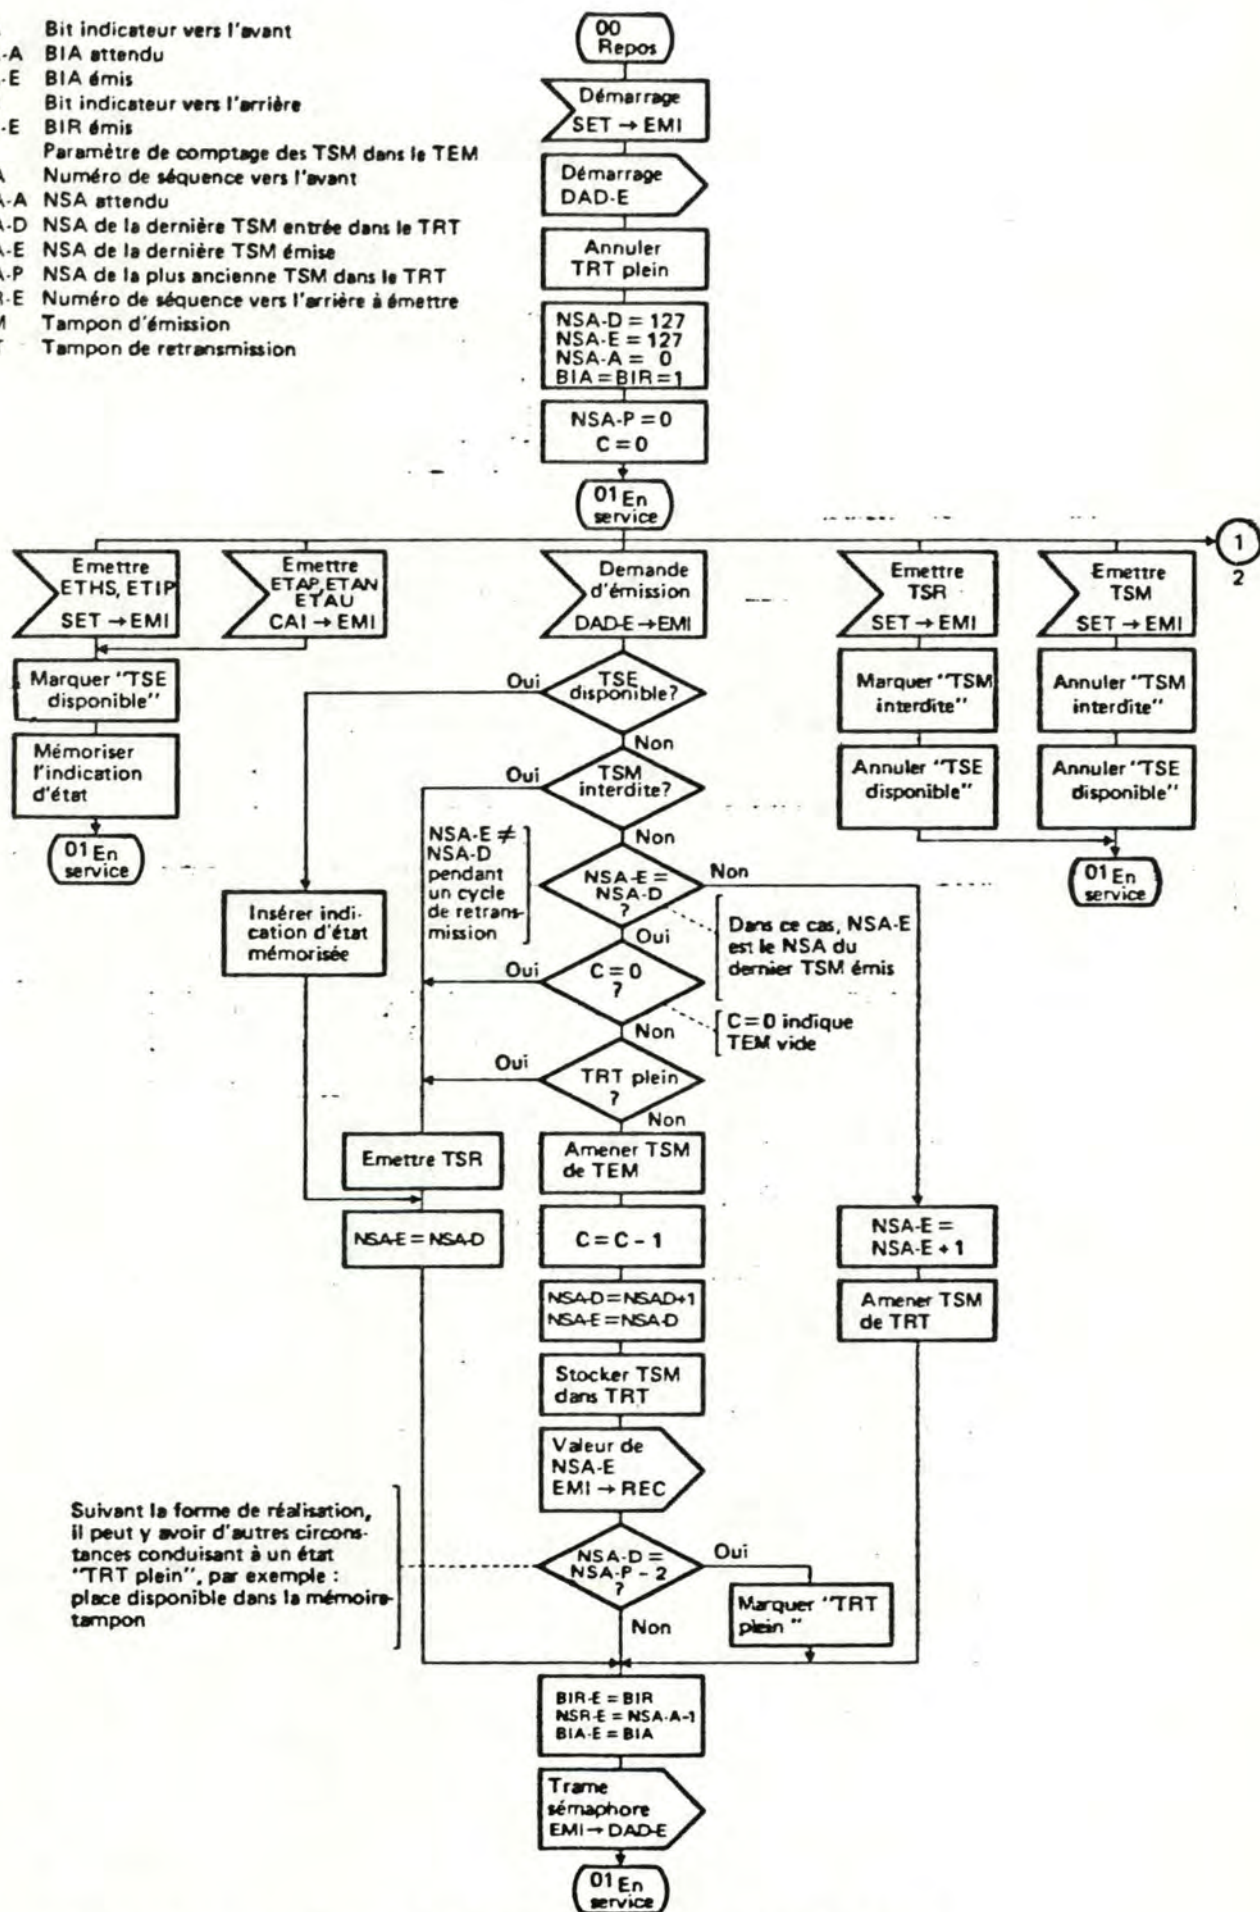 Bit indicateur vers l'avant
-A BIA attendu
-E BIA émis
Bit indicateur vers l'arrière
-E BIR émis
Paramètre de comptage des TSM dans le TEM
A Numéro de séquence vers l'avant
A-A NSA attendu
A-D NSA de la dernière TSM entrée dans le TRT
A-E NSA de la dernière TSM émise
A-P NSA de la plus ancienne TSM dans le TRT
R-E Numéro de séquence vers l'arrière à émettre
M Tampon d'émission
T Tampon de retransmission
00
Repos
Démarrage
SET → EMI
Démarrage
DAD-E
Annuler
TRT plein
NSA-D = 127
NSA-E = 127
NSA-A = 0
BIA = BIR = 1
NSA-P = 0
C = 0
01 En
service
1
2
Emettre
ETHS, ETIP
SET → EMI
Emettre
ETAP, ETAN
ETAU
CAI → EMI
Demande
d'émission
DAD-E → EMI
Emettre
TSR
SET → EMI
Emettre
TSM
SET → EMI
Marquer "TSE
disponible"
Mémoriser
l'indication
d'état
01 En
service
Oui
TSE
disponible?
Non
Marquer "TSM
interdite"
Annuler "TSM
interdite"
Annuler "TSE
disponible"
Annuler "TSE
disponible"
01 En
service
Oui
TSM
interdite?
Non
NSA-E ≠
NSA-D
pendant
un cycle
de retrans-
mission
NSA-E =
NSA-D
?
Non
Oui
Dans ce cas, NSA-E
est le NSA du
dernier TSM émis
Insérer indi-
cation d'état
mémorisée
Oui
C = 0
?
Non
C = 0 indique
TEM vide
Oui
TRT plein
?
Non
Emettre TSR
Amener TSM
de TEM
NSA-E = NSA-D
C = C - 1
NSA-E =
NSA-E + 1
NSA-D = NSAD+1
NSA-E = NSA-D
Amener TSM
de TRT
Stocker TSM
dans TRT
Valeur de
NSA-E
EMI → REC
Suivant la forme de réalisation,
il peut y avoir d'autres circons-
tances conduisant à un état
"TRT plein", par exemple :
place disponible dans la mémoire-
tampon
NSA-D =
NSA-P - 2
?
Oui
Non
Marquer "TRT
plein "
BIR-E = BIR
NSR-E = NSA-A-1
BIA-E = BIA
Trame
sémaphore
EMI → DAD-E
01 En
service